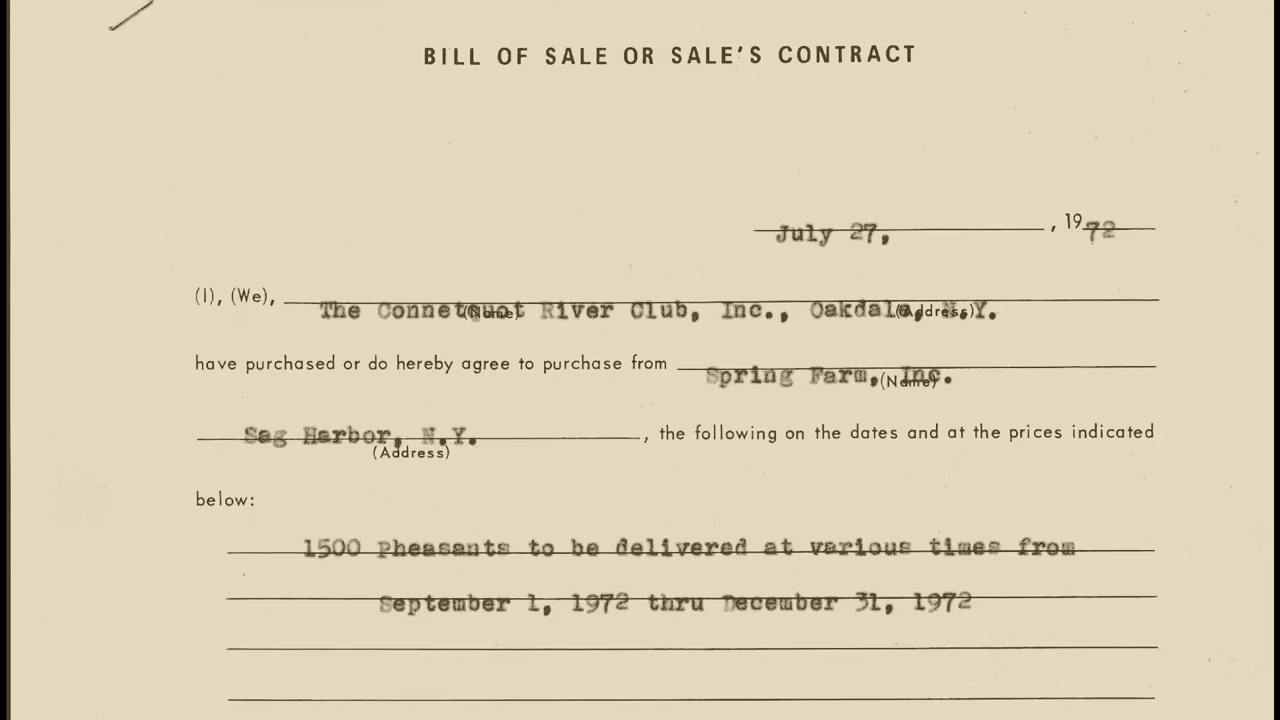 BILL OF SALE OR SALE'S CONTRACT
July 27, , 19 72
(I), (We), The Connetquot River Club, Inc., Oakdale, N.Y.
(Name) (Address)
have purchased or do hereby agree to purchase from Spring Farm, Inc.
(Name)
Sag Harbor, N.Y. , the following on the dates and at the prices indicated
(Address)
below:
1500 Pheasants to be delivered at various times from
September 1, 1972 thru December 31, 1972